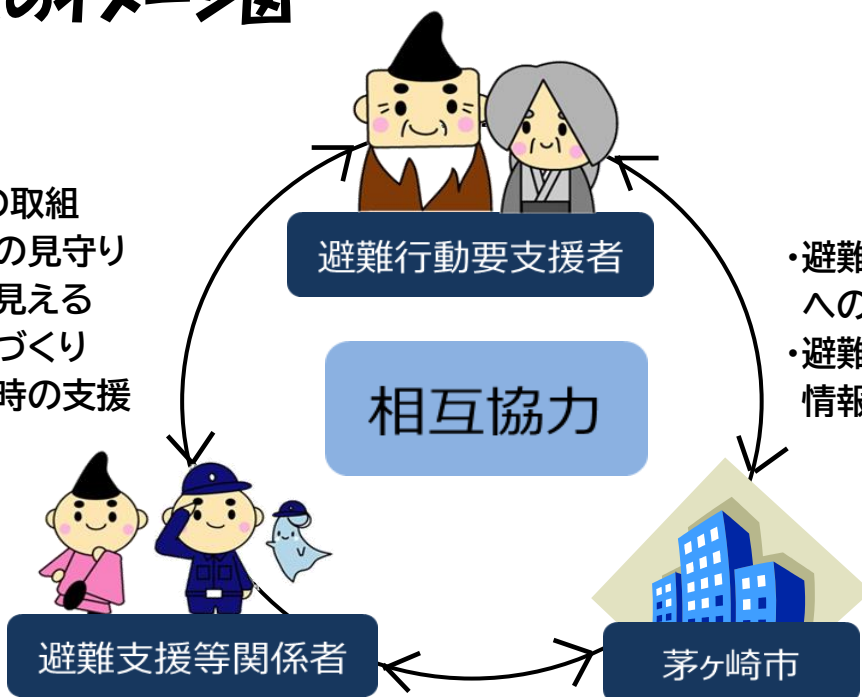 のイメージ図
の取組
の見守り
見える
づくり
時の支援
避難行動要支援者
・避難
への
・避難
情報
相互協力
避難支援等関係者
茅ヶ崎市